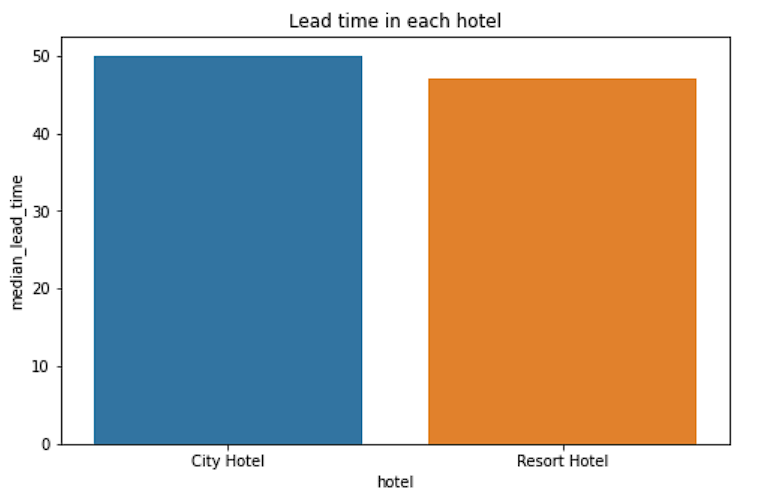 Lead time in each hotel
50
40
30
20
10
0
median_lead_time
City Hotel
Resort Hotel
hotel